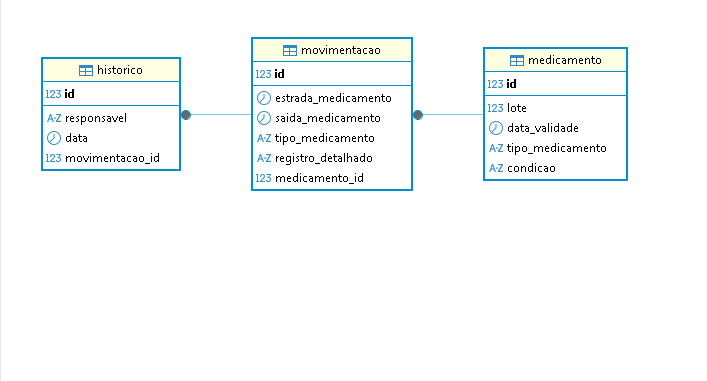 historico
123 id
A-Z responsavel
data
123 movimentacao_id
movimentacao
123 id
estrada_medicamento
saida_medicamento
A-Z tipo_medicamento
A-Z registro_detalhado
123 medicamento_id
medicamento
123 id
123 lote
data_validade
A-Z tipo_medicamento
A-Z condicao